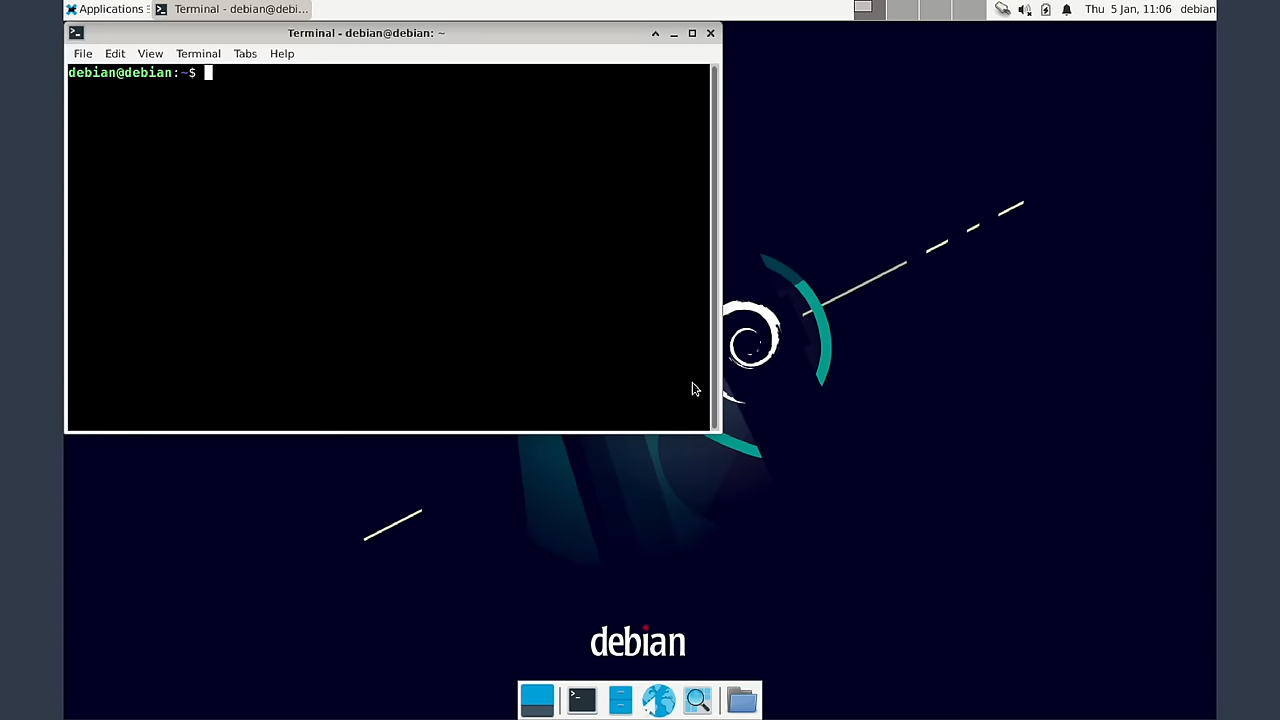 Applications
Terminal - debian@debi...
Thu 5 Jan, 11:06
debian
Terminal - debian@debian: ~
File Edit View Terminal Tabs Help
debian@debian:~$
debian